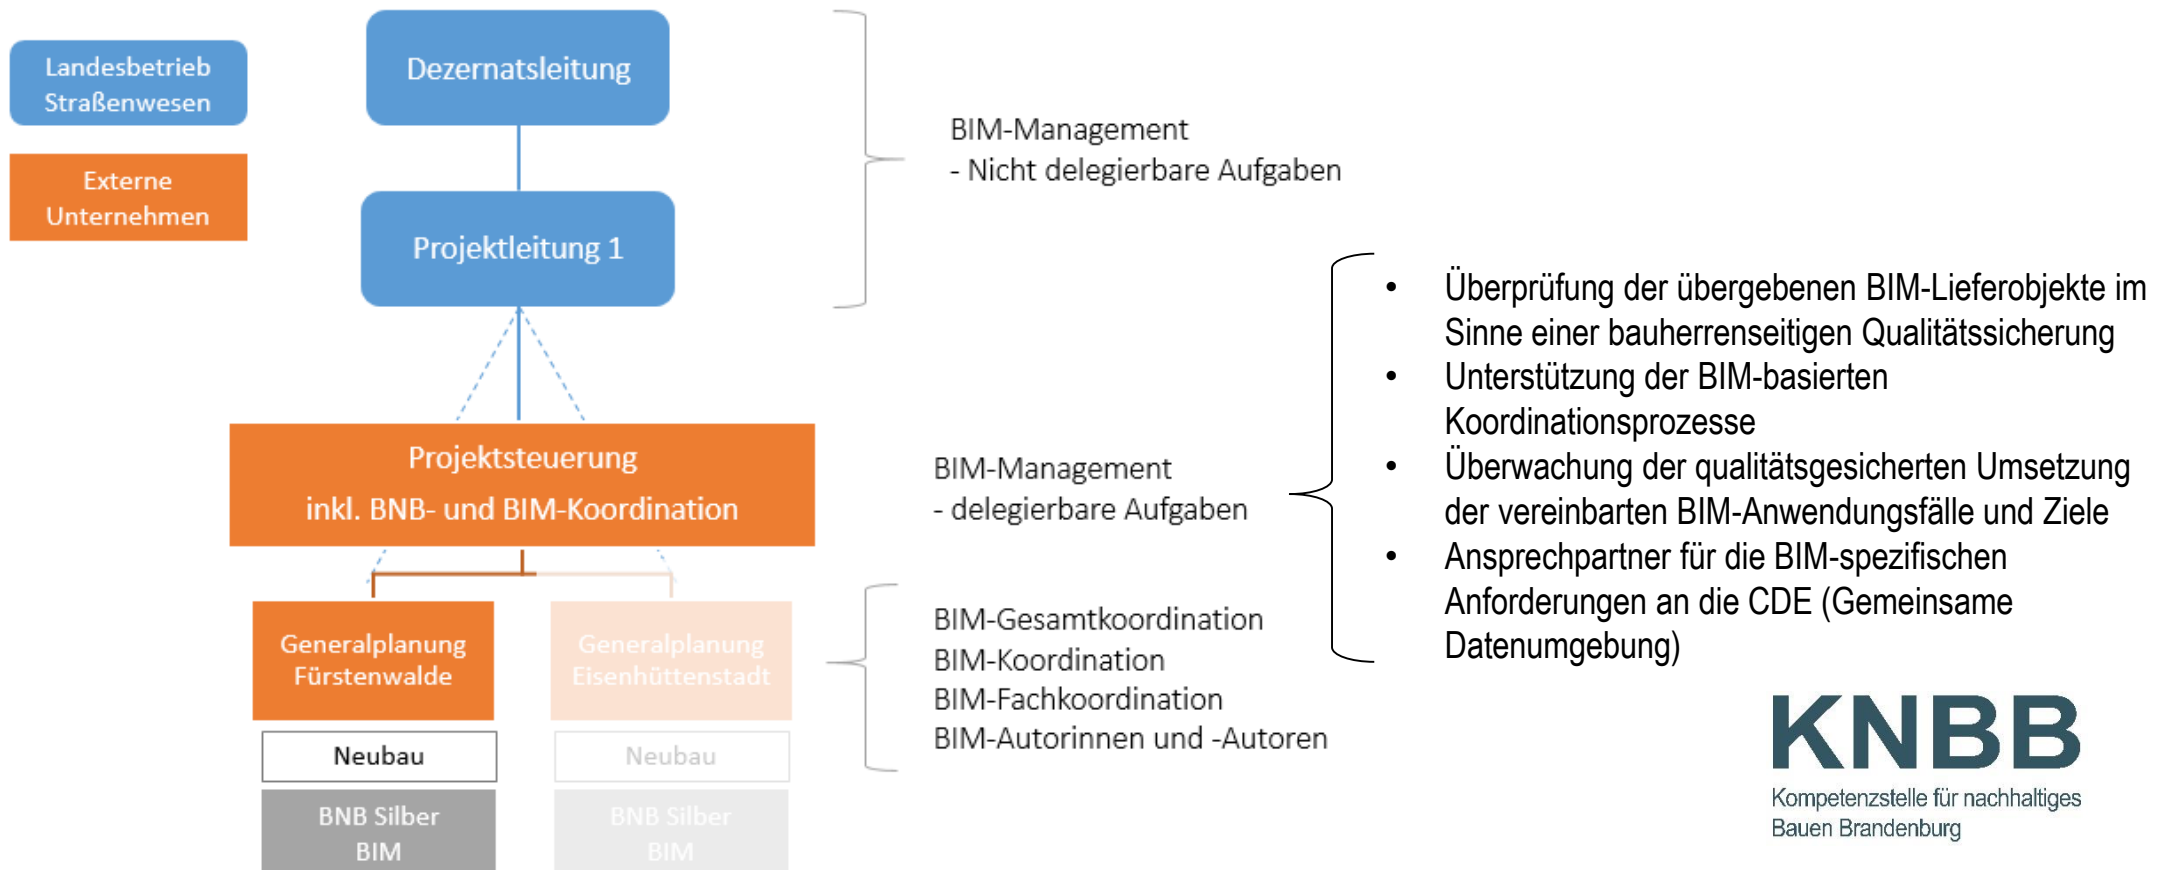 Landesbetrieb
Straßenwesen
Externe
Unternehmen
Dezernatsleitung
Projektleitung 1
BIM-Management
- Nicht delegierbare Aufgaben
Projektsteuerung
inkl. BNB- und BIM-Koordination
BIM-Management
- delegierbare Aufgaben
• Überprüfung der übergebenen BIM-Lieferobjekte im
Sinne einer bauherrenseitigen Qualitätssicherung
• Unterstützung der BIM-basierten
Koordinationsprozesse
• Überwachung der qualitätsgesicherten Umsetzung
der vereinbarten BIM-Anwendungsfälle und Ziele
• Ansprechpartner für die BIM-spezifischen
Anforderungen an die CDE (Gemeinsame
Datenumgebung)
Generalplanung
Fürstenwalde
Neubau
BNB Silber
BIM
Generalplanung
Eisenhüttenstadt
Neubau
BNB Silber
BIM
BIM-Gesamtkoordination
BIM-Koordination
BIM-Fachkoordination
BIM-Autorinnen und -Autoren
KNBB
Kompetenzstelle für nachhaltiges
Bauen Brandenburg